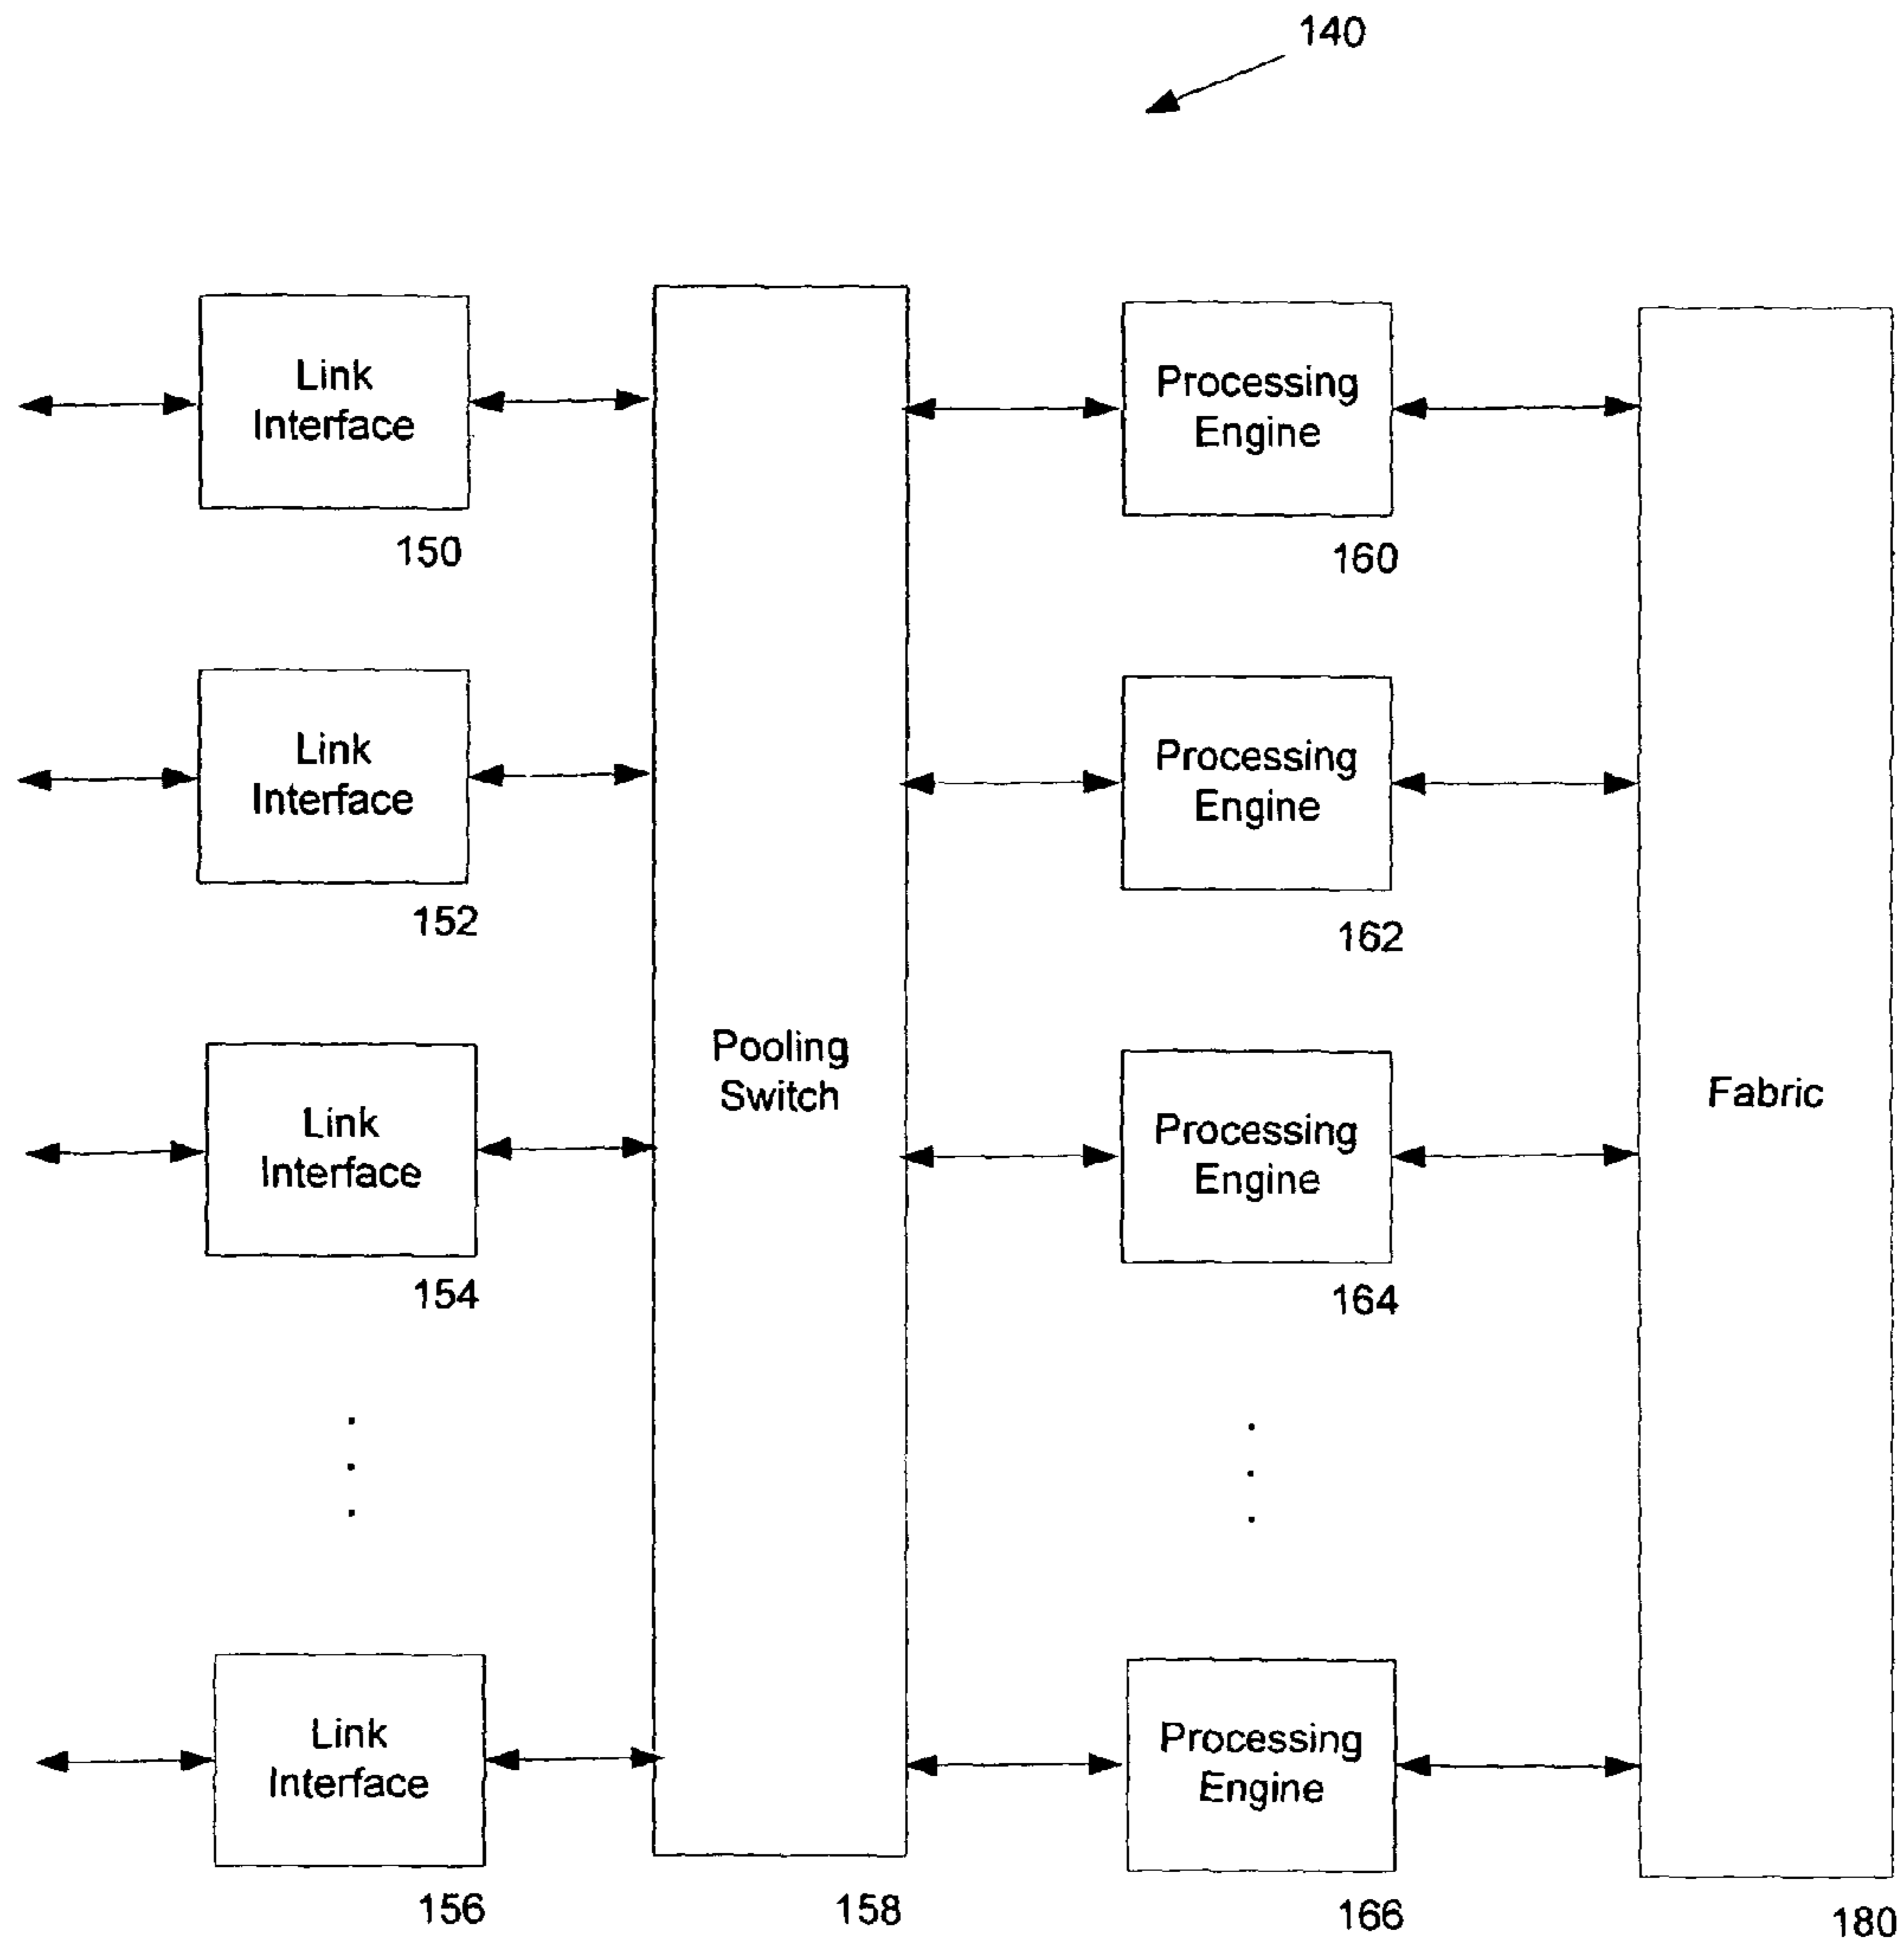 140
Link
Interface
150
Processing
Engine
160
Link
Interface
152
Processing
Engine
162
Pooling
Switch
Fabric
Link
Interface
154
Processing
Engine
164
Link
Interface
156
158
Processing
Engine
166
180